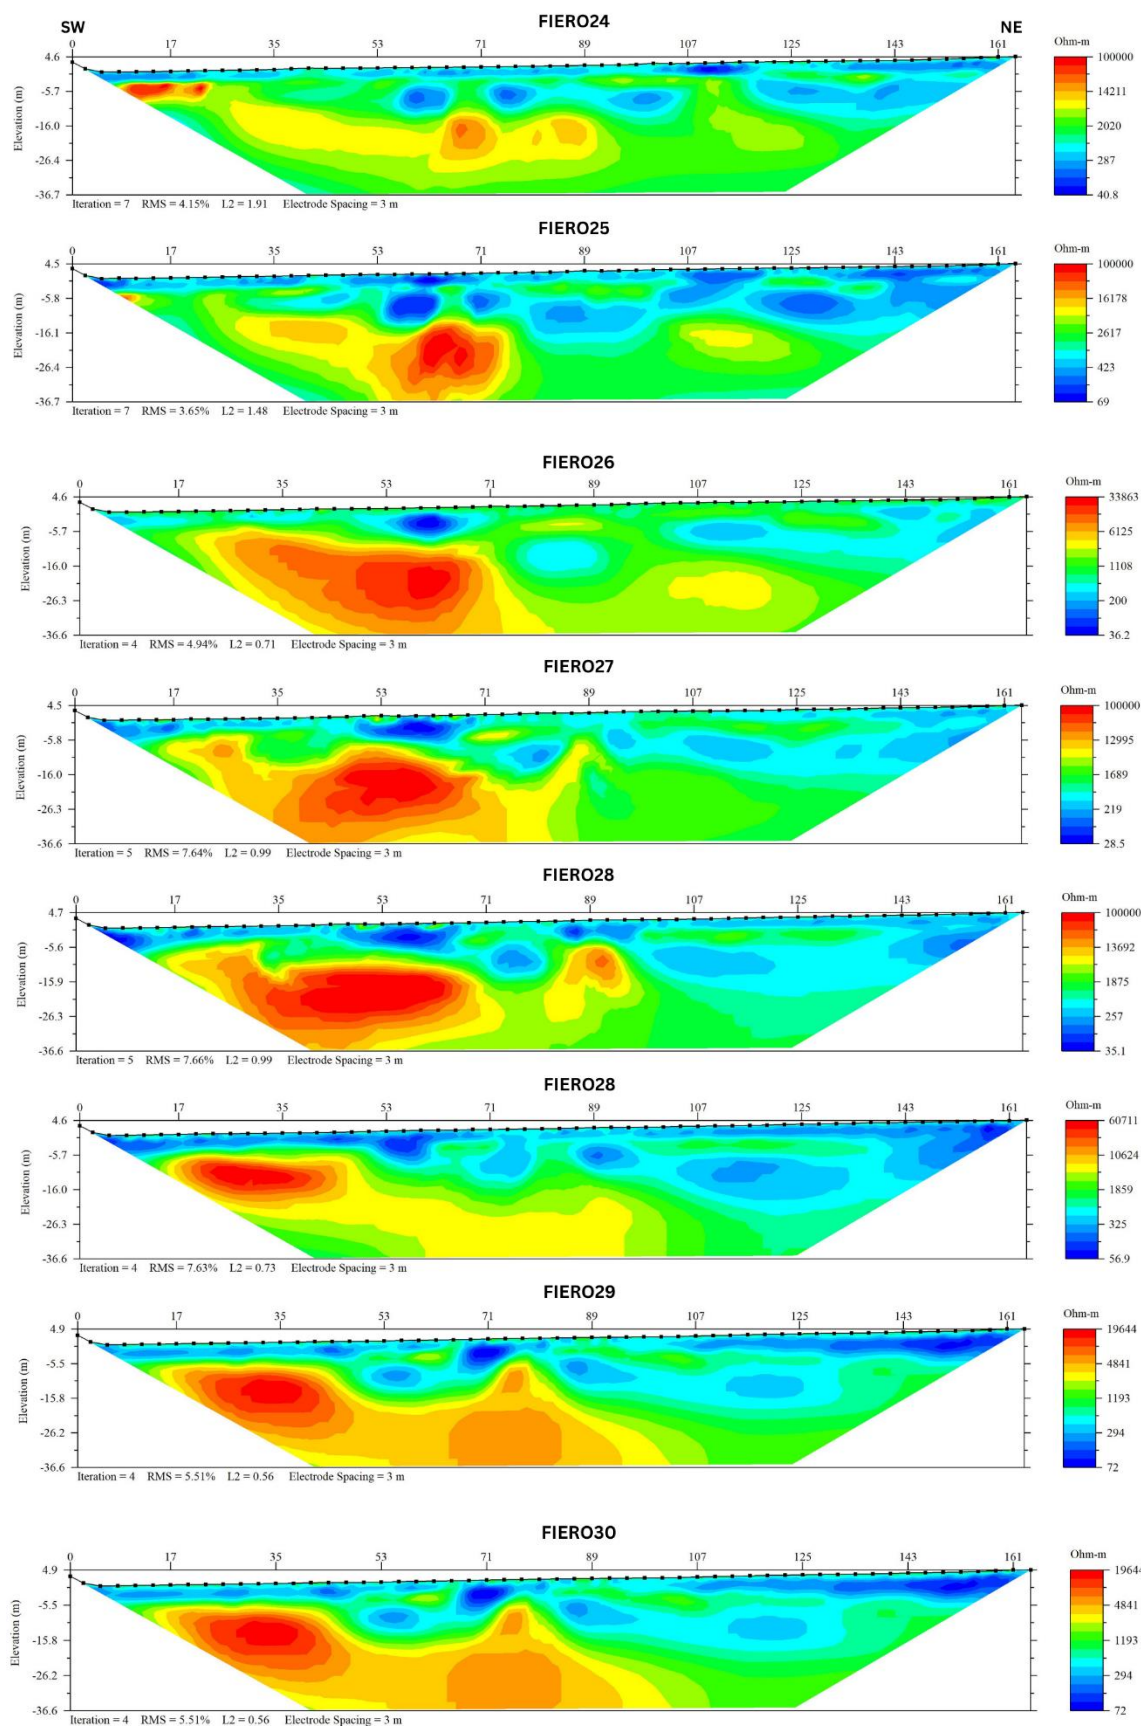 FIERO24
SW NE
0 17 35 53 71 89 107 125 143 161
Ohm-m
4.6 100000
-5.7 14211
-16.0 2020
-26.4 287
-36.7 40.8
Elevation (m)
Iteration = 7 RMS = 4.15% L2 = 1.91 Electrode Spacing = 3 m
FIERO25
0 17 35 53 71 89 107 125 143 161
Ohm-m
4.5 100000
-5.8 16178
-16.1 2617
-26.4 423
-36.7 69
Elevation (m)
Iteration = 7 RMS = 3.65% L2 = 1.48 Electrode Spacing = 3 m
FIERO26
0 17 35 53 71 89 107 125 143 161
Ohm-m
4.6 33863
-5.7 6125
-16.0 1108
-26.3 200
-36.6 36.2
Elevation (m)
Iteration = 4 RMS = 4.94% L2 = 0.71 Electrode Spacing = 3 m
FIERO27
0 17 35 53 71 89 107 125 143 161
Ohm-m
4.5 100000
-5.8 12995
-16.0 1689
-26.3 219
-36.6 28.5
Elevation (m)
Iteration = 5 RMS = 7.64% L2 = 0.99 Electrode Spacing = 3 m
FIERO28
0 17 35 53 71 89 107 125 143 161
Ohm-m
4.7 100000
-5.6 13692
-15.9 1875
-26.3 257
-36.6 35.1
Elevation (m)
Iteration = 5 RMS = 7.66% L2 = 0.99 Electrode Spacing = 3 m
FIERO28
0 17 35 53 71 89 107 125 143 161
Ohm-m
4.6 60711
-5.7 10624
-16.0 1859
-26.3 325
-36.6 56.9
Elevation (m)
Iteration = 4 RMS = 7.63% L2 = 0.73 Electrode Spacing = 3 m
FIERO29
0 17 35 53 71 89 107 125 143 161
Ohm-m
4.9 19644
-5.5 4841
-15.8 1193
-26.2 294
-36.6 72
Elevation (m)
Iteration = 4 RMS = 5.51% L2 = 0.56 Electrode Spacing = 3 m
FIERO30
0 17 35 53 71 89 107 125 143 161
Ohm-m
4.9 19644
-5.5 4841
-15.8 1193
-26.2 294
-36.6 72
Elevation (m)
Iteration = 4 RMS = 5.51% L2 = 0.56 Electrode Spacing = 3 m